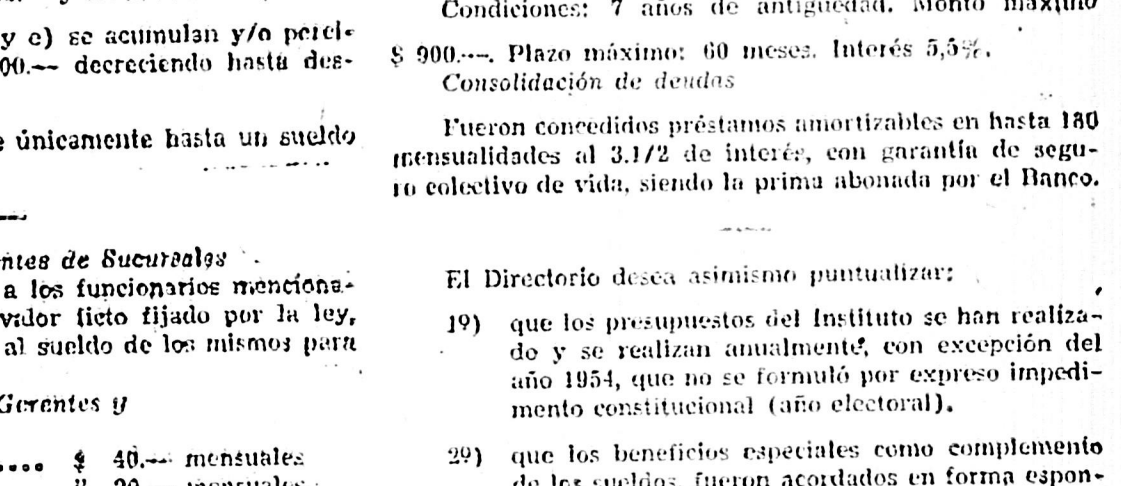 y c) se acumulan y/o
00.— decreciendo hasta des-
únicamente hasta un sueldo
ntes de Sucursales
a los funcionarios menciona-
valor ficto fijado por la ley,
al sueldo de los mismos para
Gerentes y
.... $ 40.— mensuales
" 20 mensuales
Condiciones: 7 años de antigüedad. Monto máximo
$ 900.—. Plazo máximo: 60 meses. Interés 5,5%.
Consolidación de deudas
Fueron concedidos préstamos amortizables en hasta 180
mensualidades al 3.1/2 de interés, con garantía de segu-
ro colectivo de vida, siendo la prima abonada por el Banco.
El Directorio desea asimismo puntualizar:
1º) que los presupuestos del Instituto se han realiza-
do y se realizan anualmente, con excepción del
año 1954, que no se formuló por expreso impedi-
mento constitucional (año electoral).
2º) que los beneficios especiales como complemento
de los sueldos, fueron acordados en forma espon-